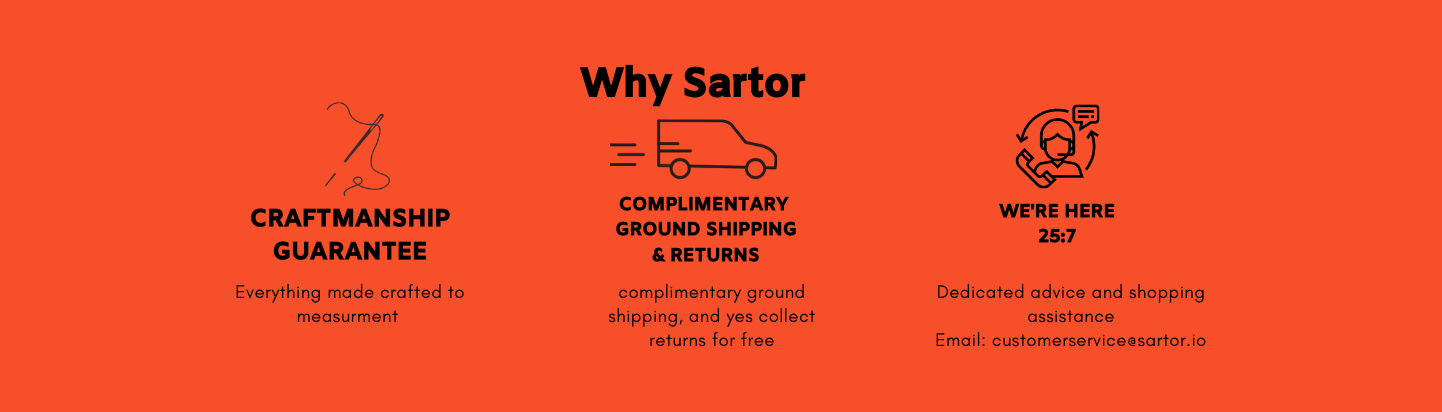 Why Sartor
CRAFTMANSHIP
GUARANTEE
Everything made crafted to
measurment
COMPLIMENTARY
GROUND SHIPPING
& RETURNS
complimentary ground
shipping, and yes collect
returns for free
WE'RE HERE
25:7
Dedicated advice and shopping
assistance
Email: customerservice@sartor.io